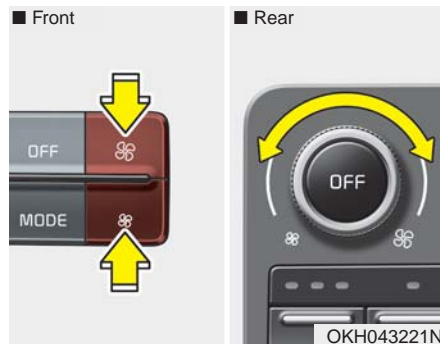 ■ Front
OFF
MODE
■ Rear
OFF
OKH043221N